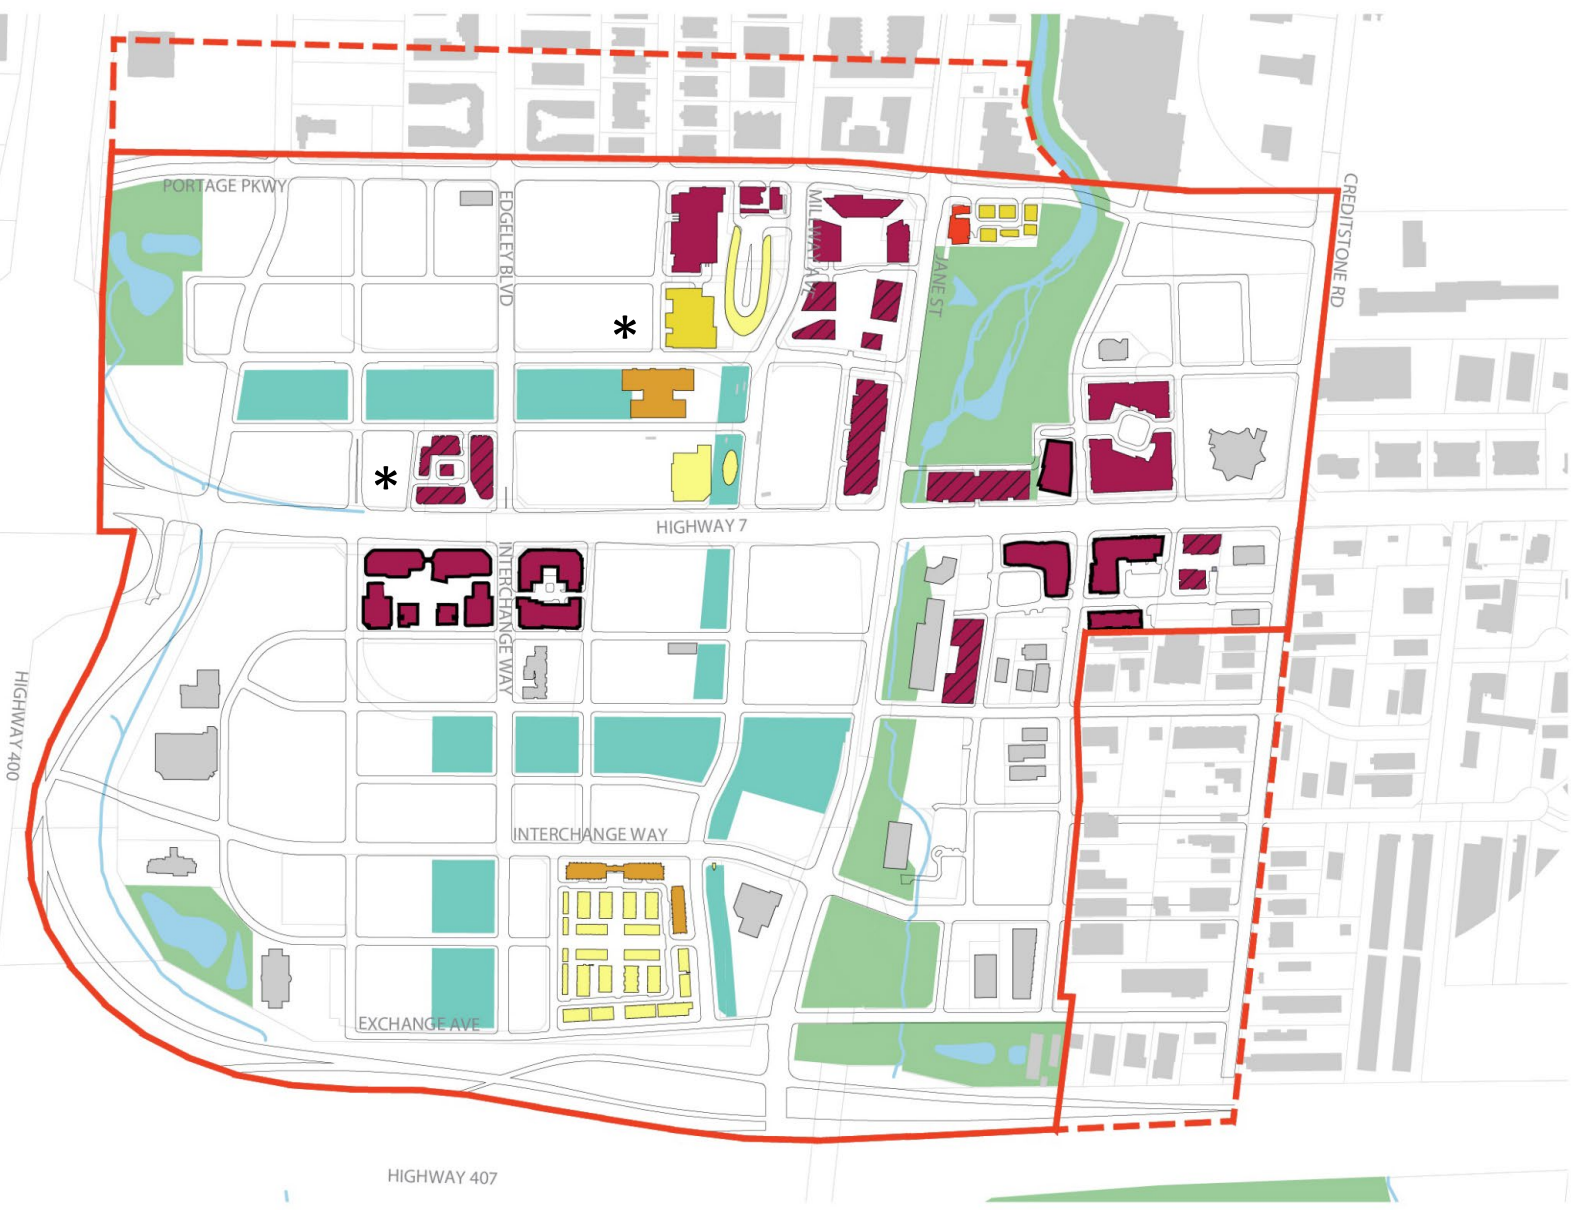 PORTAGE PKWY
EDGELEY BLVD
MILLWAY AVE
JANE ST
CREDITSTONE RD
*
*
HIGHWAY 7
INTERCHANGE WAY
HIGHWAY 400
INTERCHANGE WAY
EXCHANGE AVE
HIGHWAY 407